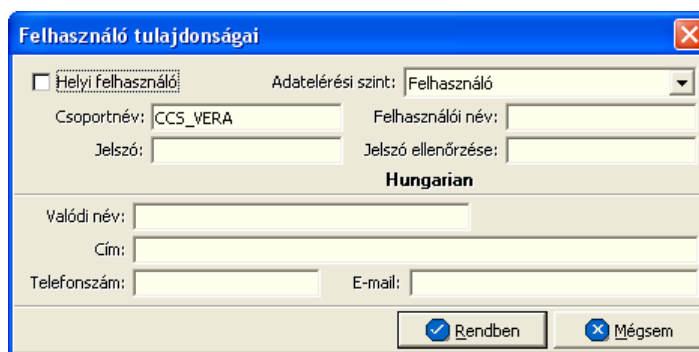 Felhasználó tulajdonságai
Helyi felhasználó Adatelérési szint: Felhasználó
Csoportnév: CCS_VERA Felhasználói név:
Jelszó: Jelszó ellenőrzése:
Hungarian
Valódi név:
Cím:
Telefonszám: E-mail:
Rendben Mégsem